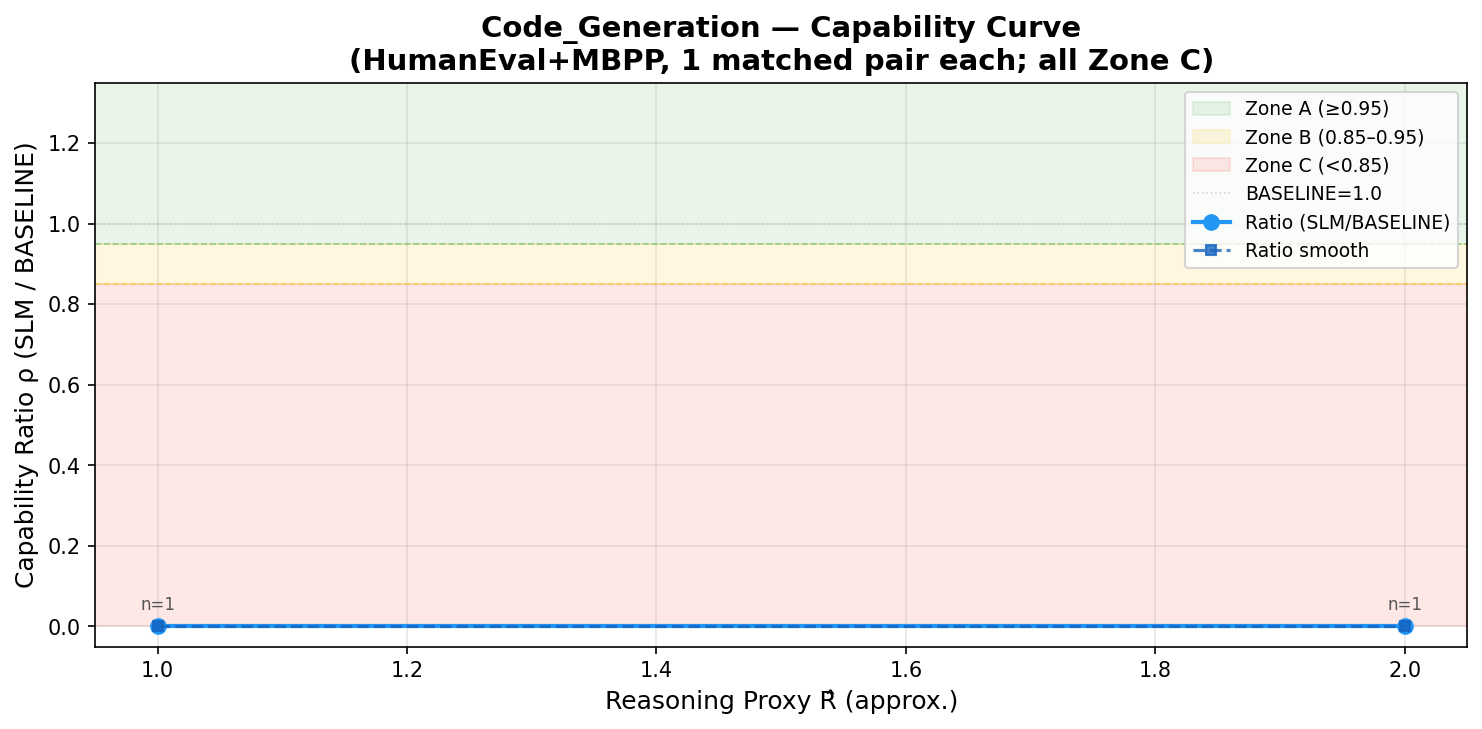 Code_Generation — Capability Curve
(HumanEval+MBPP, 1 matched pair each; all Zone C)
Capability Ratio ρ (SLM / BASELINE)
1.2
1.0
0.8
0.6
0.4
0.2
0.0
Zone A (≥0.95)
Zone B (0.85–0.95)
Zone C (<0.85)
BASELINE=1.0
Ratio (SLM/BASELINE)
Ratio smooth
n=1
n=1
1.0 1.2 1.4 1.6 1.8 2.0
Reasoning Proxy R̂ (approx.)